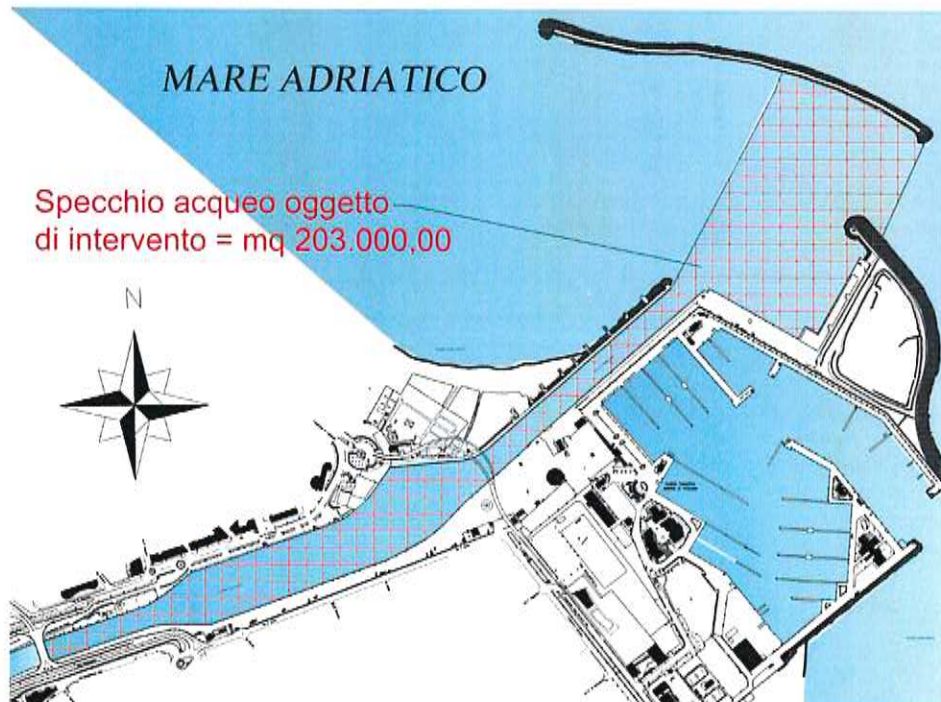 MARE ADRIATICO
Specchio acqueo oggetto
di intervento = mq 203.000,00
N